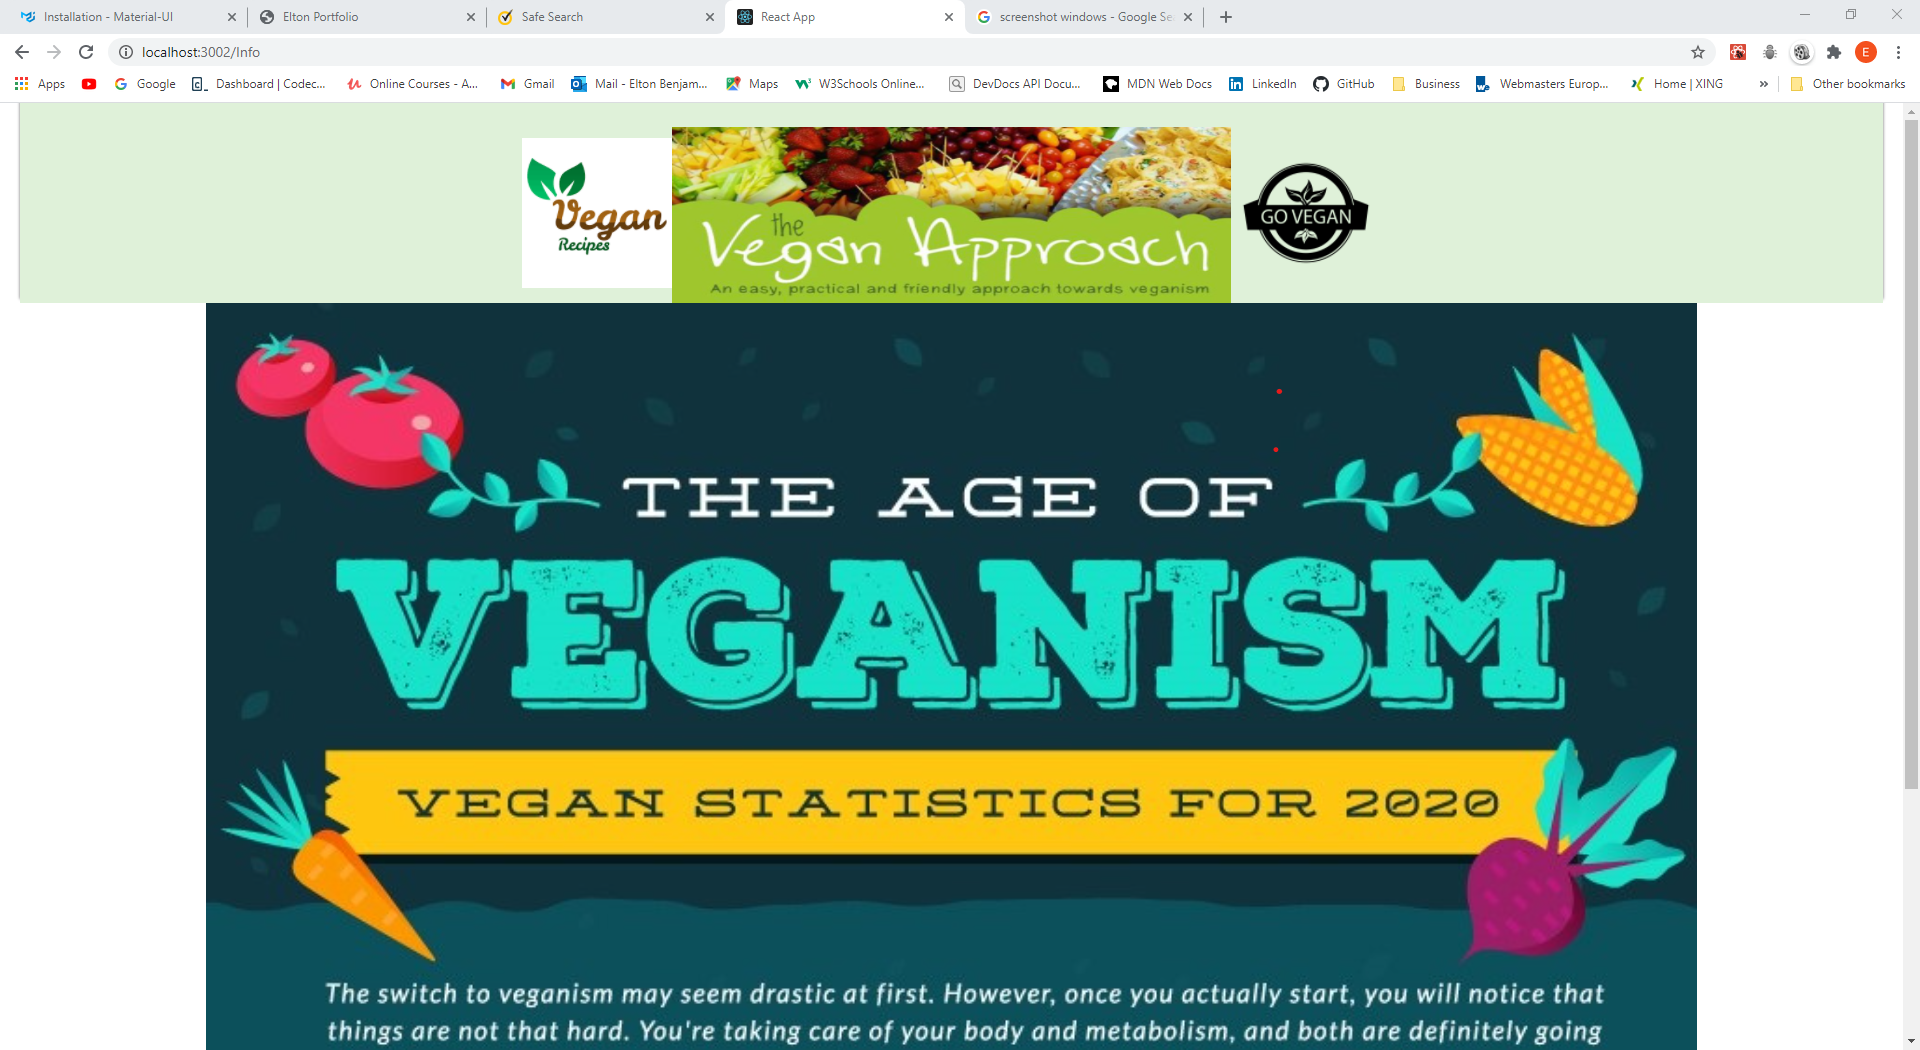 Installation - Material-UI
Elton Portfolio
Safe Search
React App
screenshot windows - Google Se
localhost:3002/Info
E
Apps
Google
Dashboard | Codec...
Online Courses - A...
Gmail
Mail - Elton Benjam...
Maps
W3Schools Online...
DevDocs API Docu...
MDN Web Docs
LinkedIn
GitHub
Business
Webmasters Europ...
Home | XING
»
Other bookmarks
Vegan
Recipes
the
Vegan Approach
An easy, practical and friendly approach towards veganism
GO VEGAN
THE AGE OF
VEGANISM
VEGAN STATISTICS FOR 2020
The switch to veganism may seem drastic at first. However, once you actually start, you will notice that
things are not that hard. You're taking care of your body and metabolism, and both are definitely going